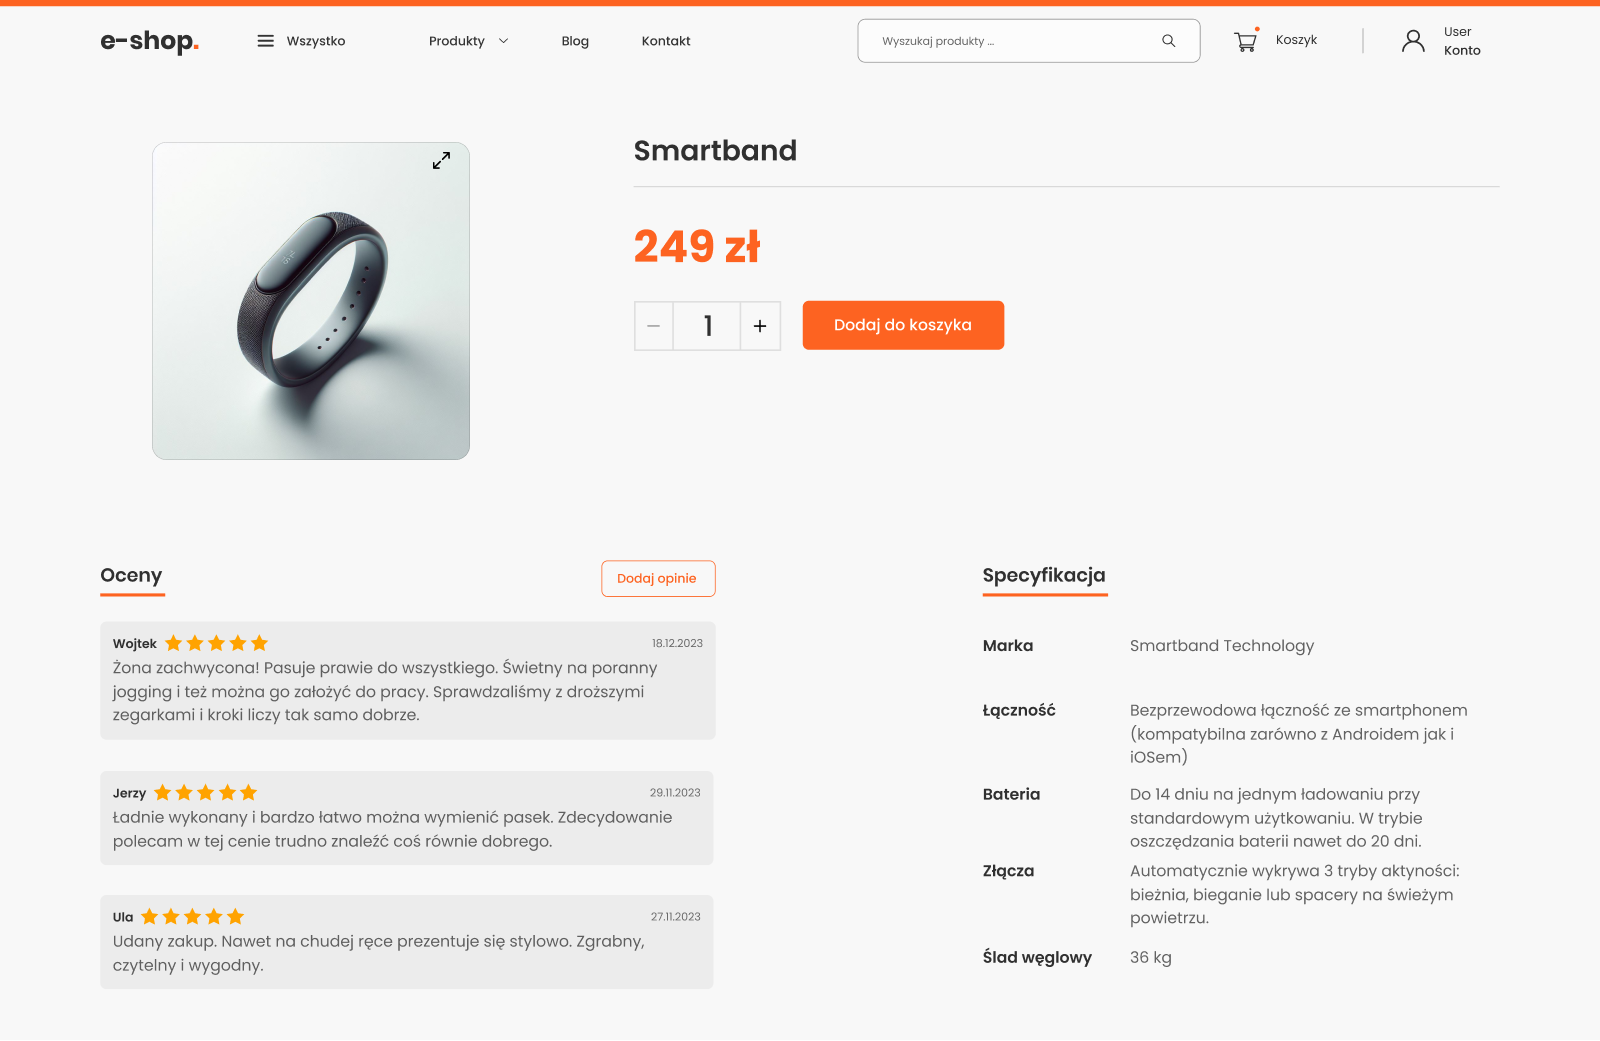 e-shop.
Wszystko
Produkty
Blog
Kontakt
Wyszukaj produkty ...
Koszyk
User
Konto
Smartband
249 zł
1
Dodaj do koszyka
Oceny
Dodaj opinie
Wojtek
18.12.2023
Żona zachwycona! Pasuje prawie do wszystkiego. Świetny na poranny
jogging i też można go założyć do pracy. Sprawdzaliśmy z droższymi
zegarkami i kroki liczy tak samo dobrze.
Jerzy
29.11.2023
Ładnie wykonany i bardzo łatwo można wymienić pasek. Zdecydowanie
polecam w tej cenie trudno znaleźć coś równie dobrego.
Ula
27.11.2023
Udany zakup. Nawet na chudej ręce prezentuje się stylowo. Zgrabny,
czytelny i wygodny.
Specyfikacja
Marka
Smartband Technology
Łączność
Bezprzewodowa łączność ze smartphonem
(kompatybilna zarówno z Androidem jak i
iOSem)
Bateria
Do 14 dniu na jednym ładowaniu przy
standardowym użytkowaniu. W trybie
oszczędzania baterii nawet do 20 dni.
Złącza
Automatycznie wykrywa 3 tryby aktyności:
bieżnia, bieganie lub spacery na świeżym
powietrzu.
Ślad węglowy
36 kg